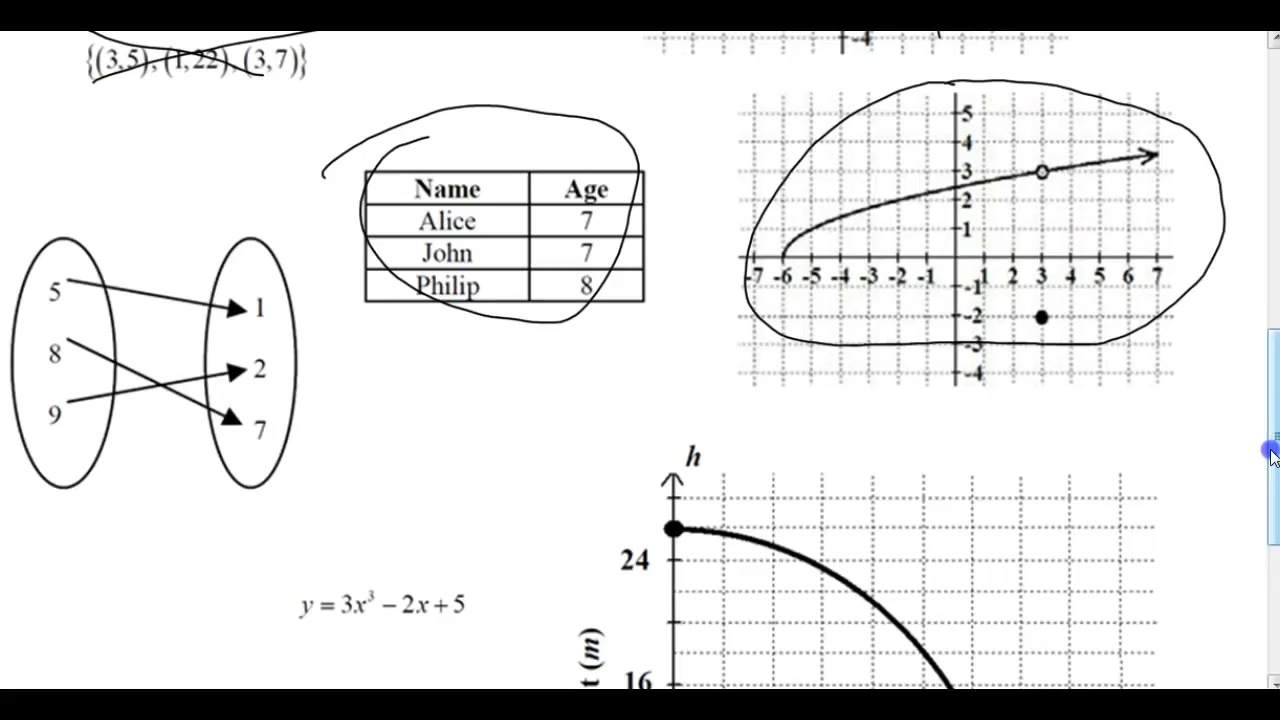 {(3,5), (1,22), (3,7)}
-4
Name Age
Alice 7
John 7
Philip 8
5
8
9
1
2
7
5
4
3
2
1
-7 -6 -5 -4 -3 -2 -1 1 2 3 4 5 6 7
-1
-2
-3
-4
y = 3x³ − 2x + 5
h
24
16
t (m)